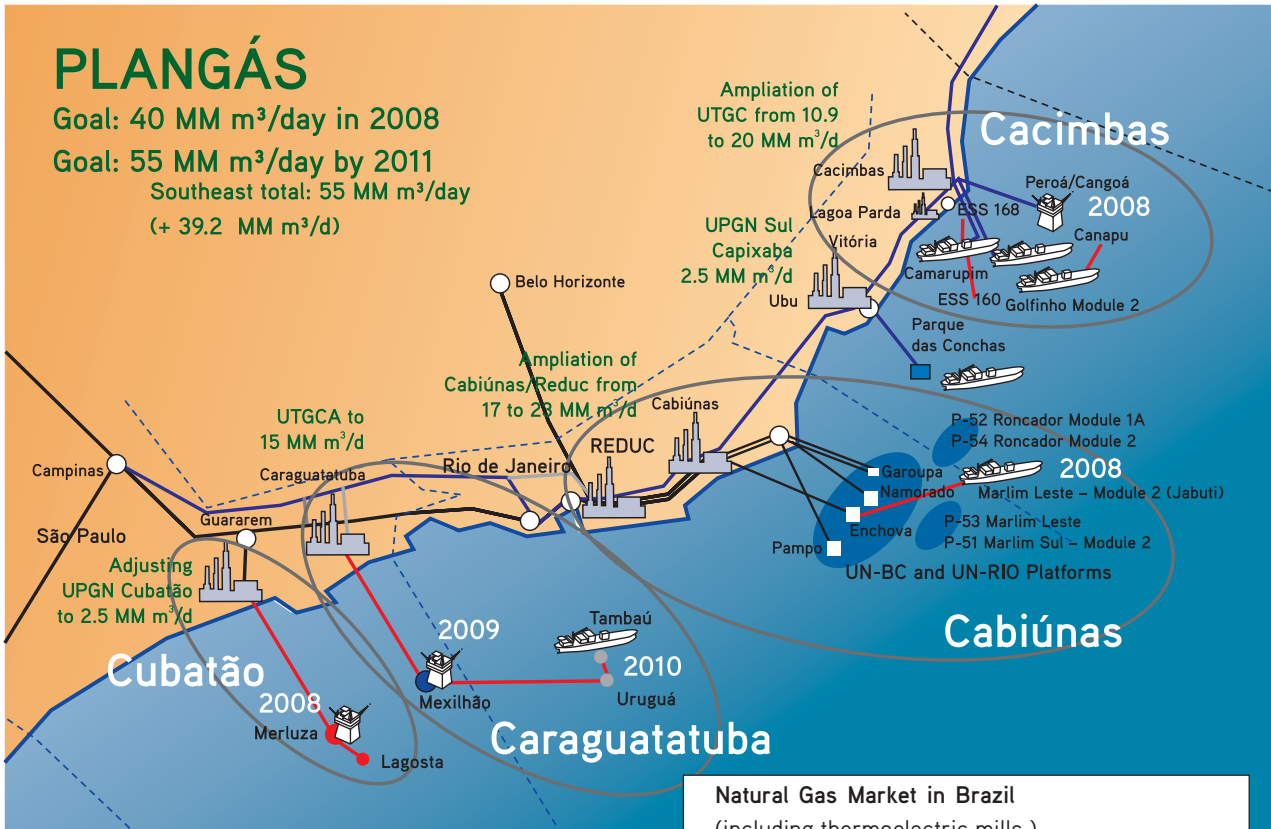 PLANGÁS
Goal: 40 MM m³/day in 2008
Goal: 55 MM m³/day by 2011
Southeast total: 55 MM m³/day
(+ 39.2 MM m³/d)
Ampliation of
UTGC from 10.9
to 20 MM m³/d
Cacimbas
Cacimbas
Peroá/Cangoá
2008
Lagoa Parda
ESS 168
Canapu
UPGN Sul
Capixaba
2.5 MM m³/d
Vitória
Camarupim
Ubu
ESS 160
Golfinho Module 2
Belo Horizonte
Parque
das Conchas
Ampliation of
Cabiúnas/Reduc from
17 to 23 MM m³/d
Cabiúnas
UTGCA to
15 MM m³/d
REDUC
P-52 Roncador Module 1A
P-54 Roncador Module 2
Campinas
Caraguatatuba
Rio de Janeiro
Garoupa
2008
Namorado
Marlim Leste – Module 2 (Jabuti)
Guararem
São Paulo
Enchova
P-53 Marlim Leste
P-51 Marlim Sul – Module 2
Pampo
UN-BC and UN-RIO Platforms
Adjusting
UPGN Cubatão
to 2.5 MM m³/d
Cabiúnas
Tambaú
2009
2010
Cubatão
2008
Mexilhão
Uruguá
Merluza
Lagosta
Caraguatatuba
Natural Gas Market in Brazil
(including thermoelectric mills )